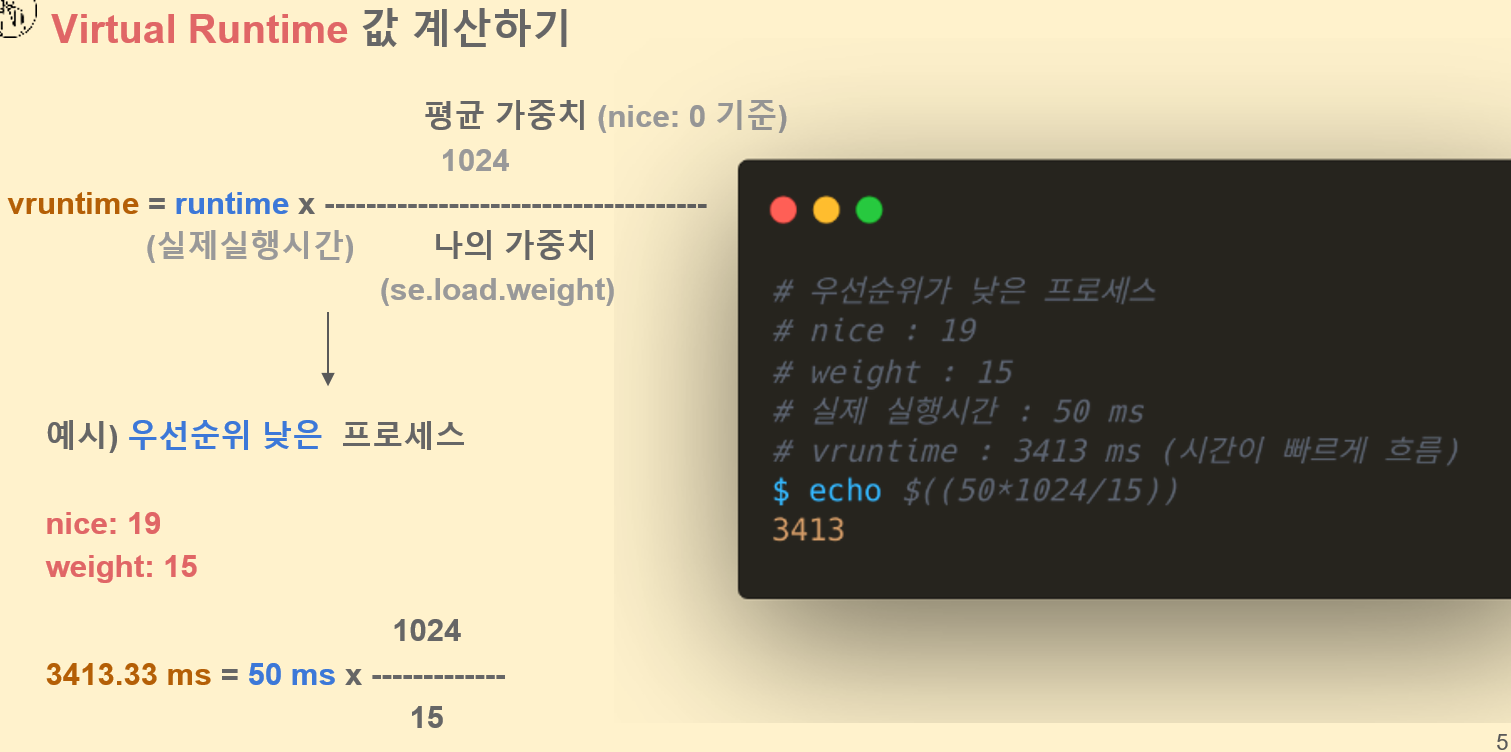 Virtual Runtime 값 계산하기
평균 가중치 (nice: 0 기준)
1024
vruntime = runtime x -------------------------------------
(실제실행시간) 나의 가중치
(se.load.weight)
예시) 우선순위 낮은 프로세스
nice: 19
weight: 15
1024
3413.33 ms = 50 ms x -------------
15
# 우선순위가 낮은 프로세스
# nice : 19
# weight : 15
# 실제 실행시간 : 50 ms
# vruntime : 3413 ms (시간이 빠르게 흐름)
$ echo $((50*1024/15))
3413
5